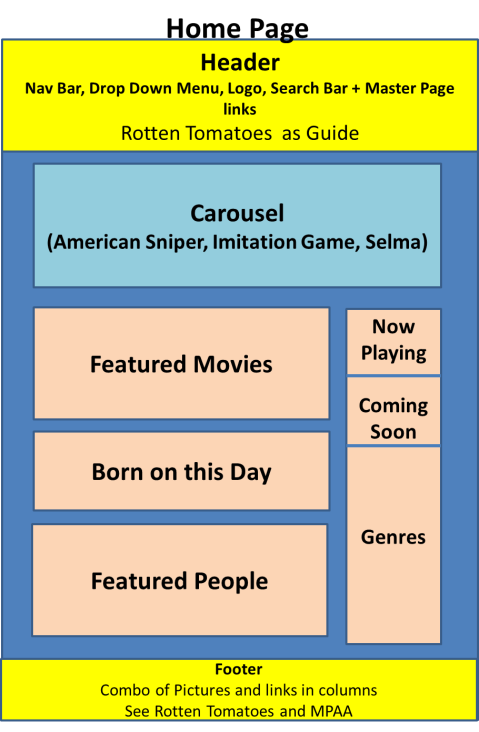 Home Page
Header
Nav Bar, Drop Down Menu, Logo, Search Bar + Master Page
links
Rotten Tomatoes as Guide
Carousel
(American Sniper, Imitation Game, Selma)
Featured Movies
Born on this Day
Featured People
Now
Playing
Coming
Soon
Genres
Footer
Combo of Pictures and links in columns
See Rotten Tomatoes and MPAA